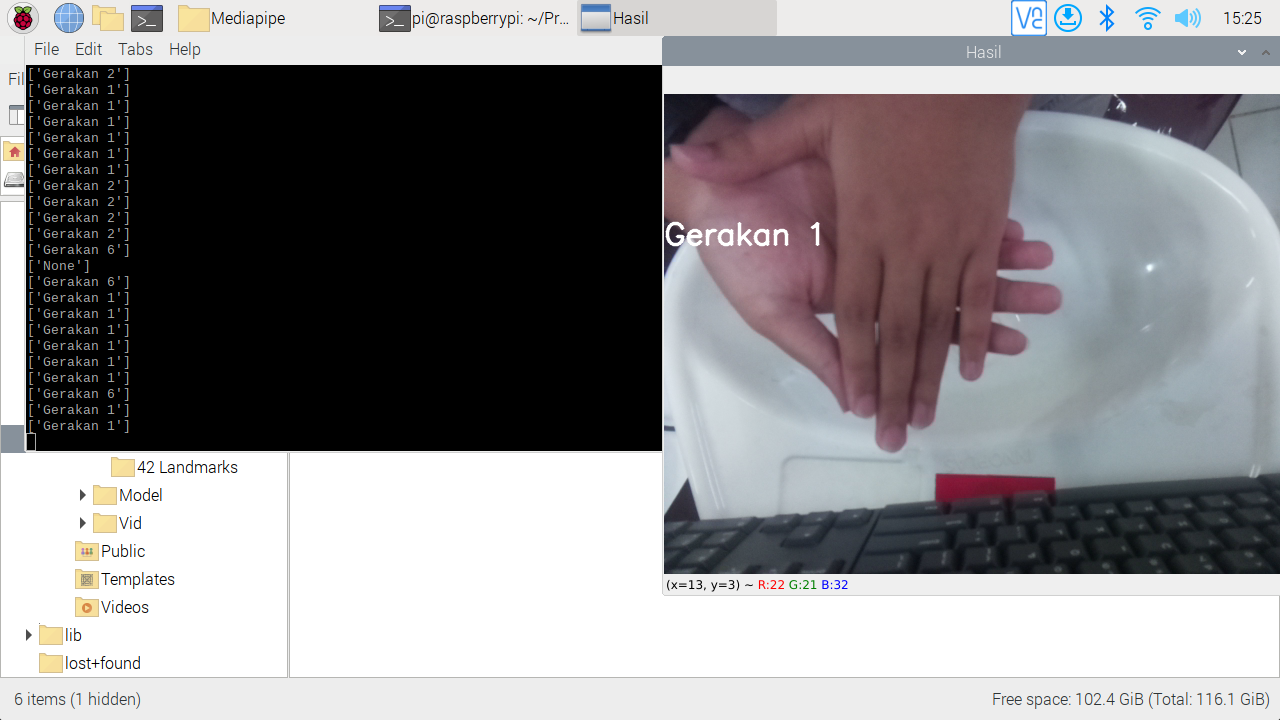 Mediapipe
pi@raspberrypi: ~/Pr...
Hasil
15:25
File Edit Tabs Help
Fil
['Gerakan 2']
['Gerakan 1']
['Gerakan 1']
['Gerakan 1']
['Gerakan 1']
['Gerakan 1']
['Gerakan 1']
['Gerakan 2']
['Gerakan 2']
['Gerakan 2']
['Gerakan 2']
['Gerakan 6']
['None']
['Gerakan 6']
['Gerakan 1']
['Gerakan 1']
['Gerakan 1']
['Gerakan 1']
['Gerakan 1']
['Gerakan 1']
['Gerakan 6']
['Gerakan 1']
['Gerakan 1']
Hasil
Gerakan 1
(x=13, y=3) ~ R:22 G:21 B:32
42 Landmarks
Model
Vid
Public
Templates
Videos
lib
lost+found
6 items (1 hidden)
Free space: 102.4 GiB (Total: 116.1 GiB)